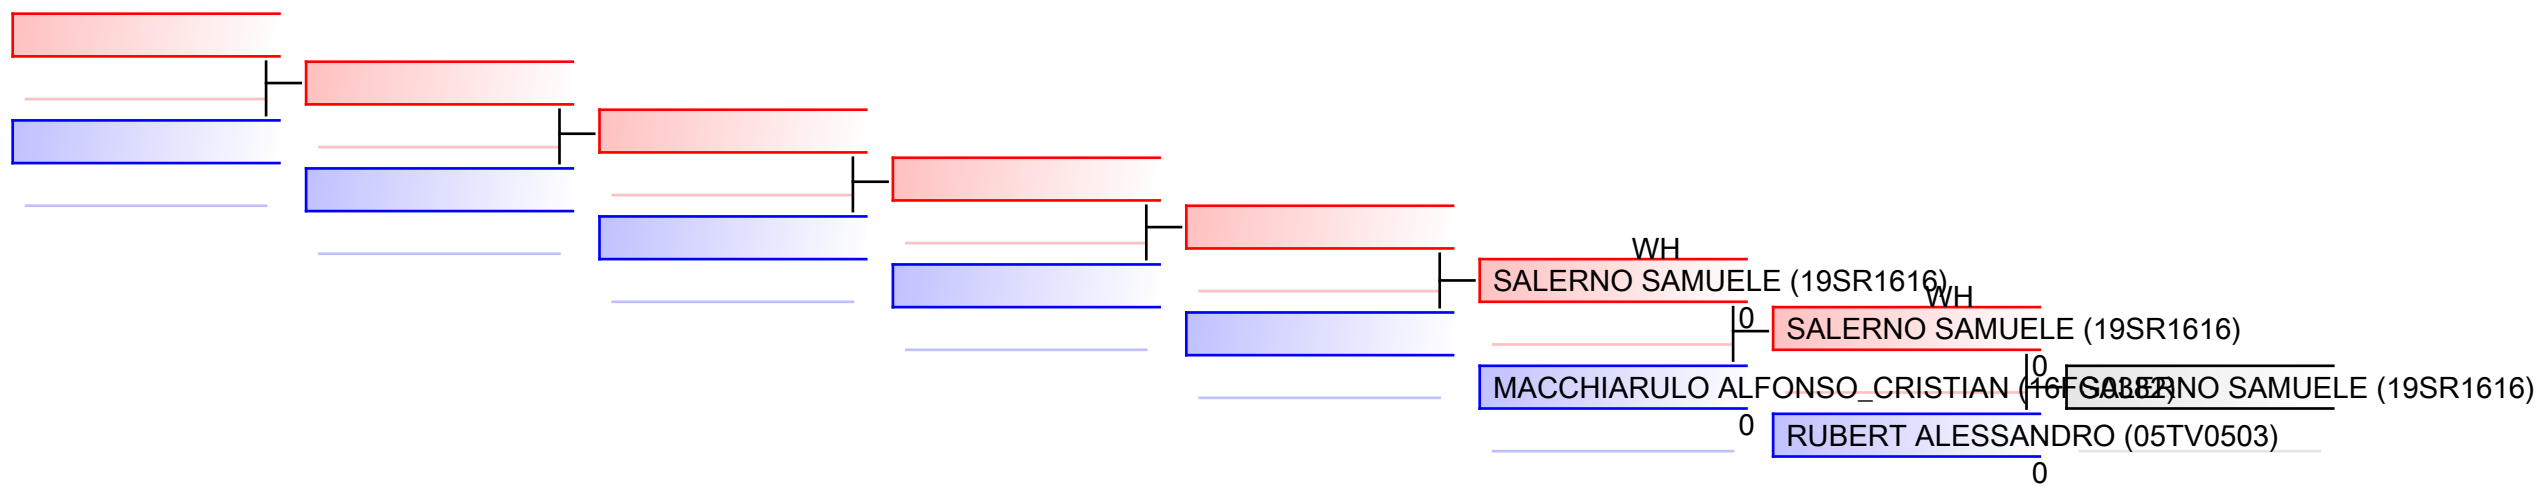 WH
SALERNO SAMUELE (19SR1616)
0
MACCHIARULO ALFONSO_CRISTIAN (16FG0382)
0
WH
SALERNO SAMUELE (19SR1616)
0
RUBERT ALESSANDRO (05TV0503)
0
SALERNO SAMUELE (19SR1616)